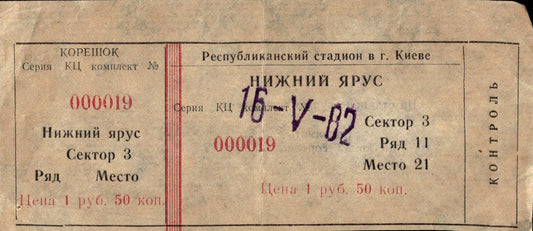 КОРЕШОК
Серия КЦ комплект №
000019
Нижний ярус
Сектор 3
Ряд Место
Цена 1 руб. 50 коп.
Республиканский стадион в г. Киеве
НИЖНИЙ ЯРУС
Серия КЦ комплект
16-V-82
000019
Сектор 3
Ряд 11
Место 21
Цена 1 руб. 50 коп.
КОНТРОЛЬ